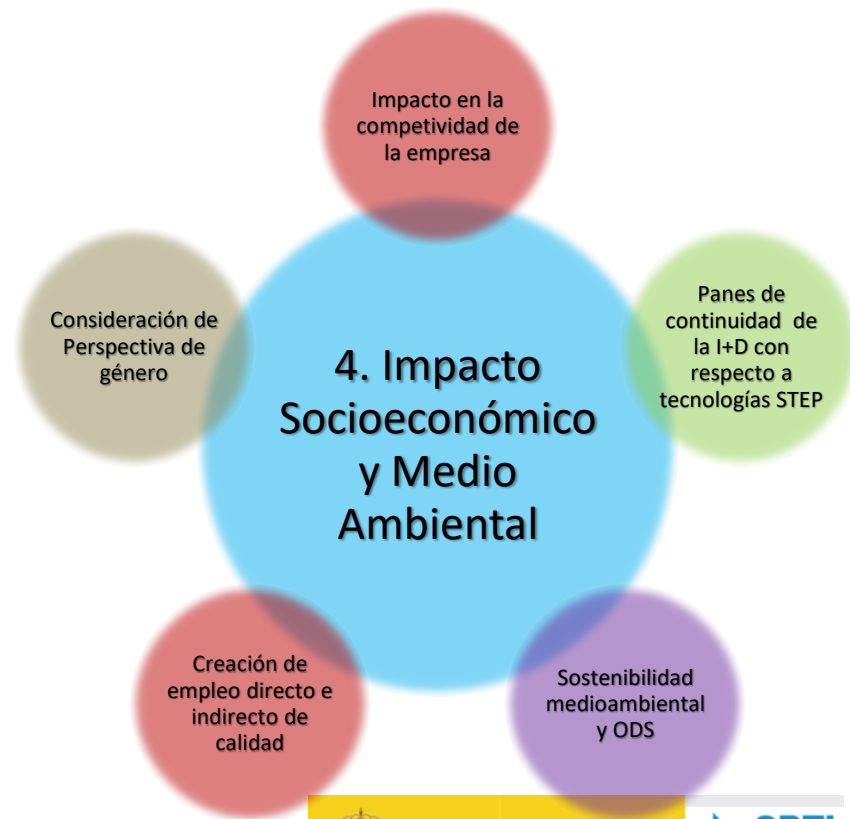 Impacto en la
competividad de
la empresa
Consideración de
Perspectiva de
género
4. Impacto
Socioeconómico
y Medio
Ambiental
Panes de
continuidad de
la I+D con
respecto a
tecnologías STEP
Creación de
empleo directo e
indirecto de
calidad
Sostenibilidad
medioambiental
y ODS